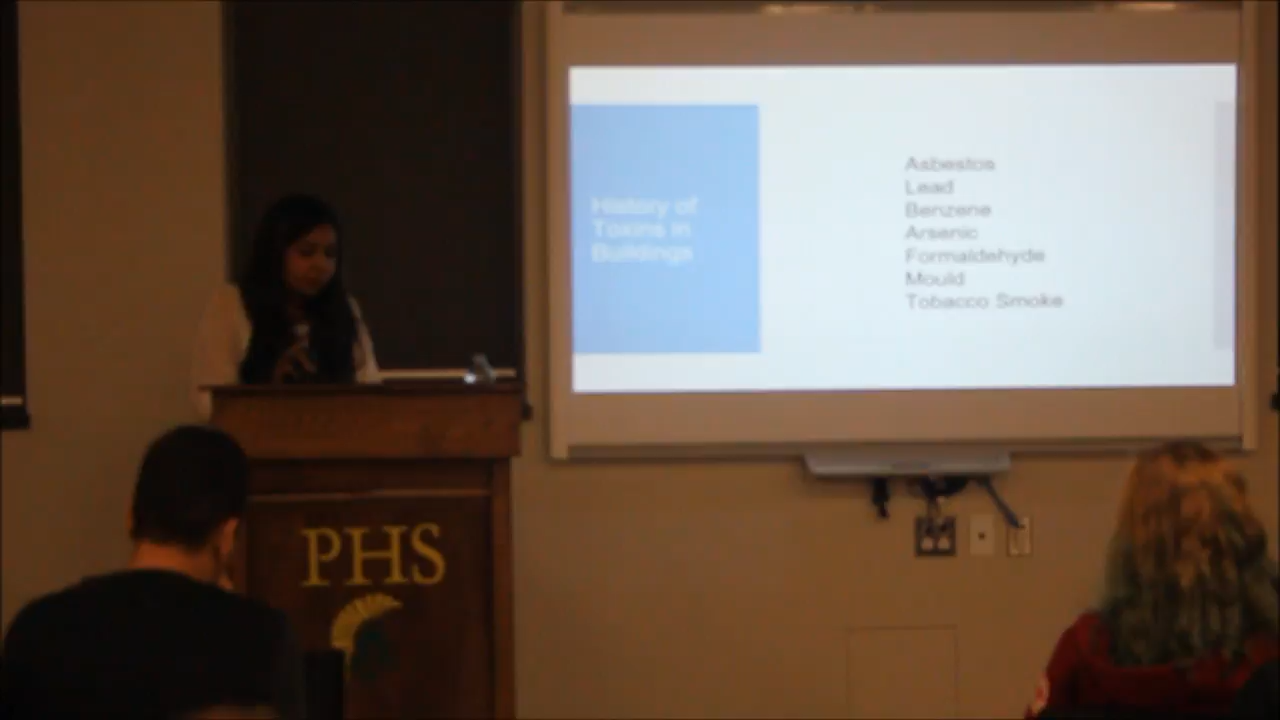 History of
Toxins in
Buildings
Asbestos
Lead
Benzene
Arsenic
Formaldehyde
Mould
Tobacco Smoke
PHS